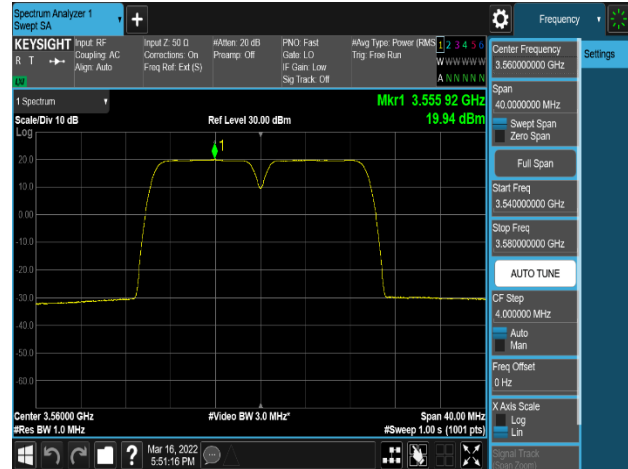 Spectrum Analyzer 1
Swept SA
+
Frequency
KEYSIGHT
R T
LNI
Input: RF
Coupling: AC
Align: Auto
Input Z: 50 Ω
Corrections: On
Freq Ref: Ext (S)
#Atten: 20 dB
Preamp: Off
PNO: Fast
Gate: LO
IF Gain: Low
Sig Track: Off
#Avg Type: Power (RMS
Trig: Free Run
1 2 3 4 5 6
W W W W W W
A N N N N N
1 Spectrum
Scale/Div 10 dB
Log
Ref Level 30.00 dBm
Mkr1 3.555 92 GHz
19.94 dBm
1
20.0
10.0
0.00
-10.0
-20.0
-30.0
-40.0
-50.0
-60.0
Center 3.56000 GHz
#Res BW 1.0 MHz
#Video BW 3.0 MHz*
Span 40.00 MHz
#Sweep 1.00 s (1001 pts)
?
Mar 16, 2022
5:51:16 PM
Center Frequency
3.560000000 GHz
Settings
Span
40.0000000 MHz
Swept Span
Zero Span
Full Span
Start Freq
3.540000000 GHz
Stop Freq
3.580000000 GHz
AUTO TUNE
CF Step
4.000000 MHz
Auto
Man
Freq Offset
0 Hz
X Axis Scale
Log
Lin
Signal Track
(Span Zoom)